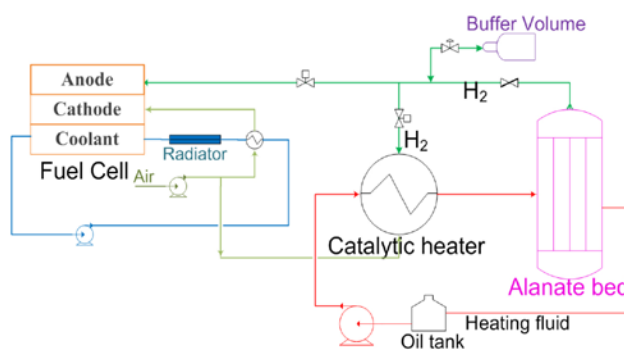 Buffer Volume
Anode
Cathode
Coolant
H2
H2
Radiator
Fuel Cell
Air
Catalytic heater
Alanate bed
Heating fluid
Oil tank